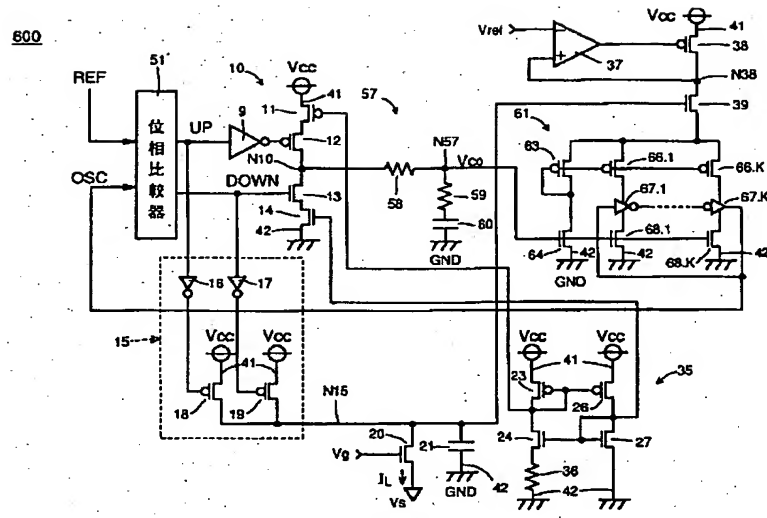 600
REF
OSC
51
位相比較器
UP
DOWN
9
10
Vcc
41
11
12
N10
13
14
42
57
N57
Vco
58
59
60
GND
Vref
37
Vcc
41
38
N38
39
61
63
66.1
66.K
67.1
67.K
64
42
68.1
42
68.K
42
GND
15
16
17
Vcc
Vcc
41
18
19
N15
Vg
20
IL
Vs
21
42
GND
Vcc
Vcc
41
23
26
35
24
27
36
42